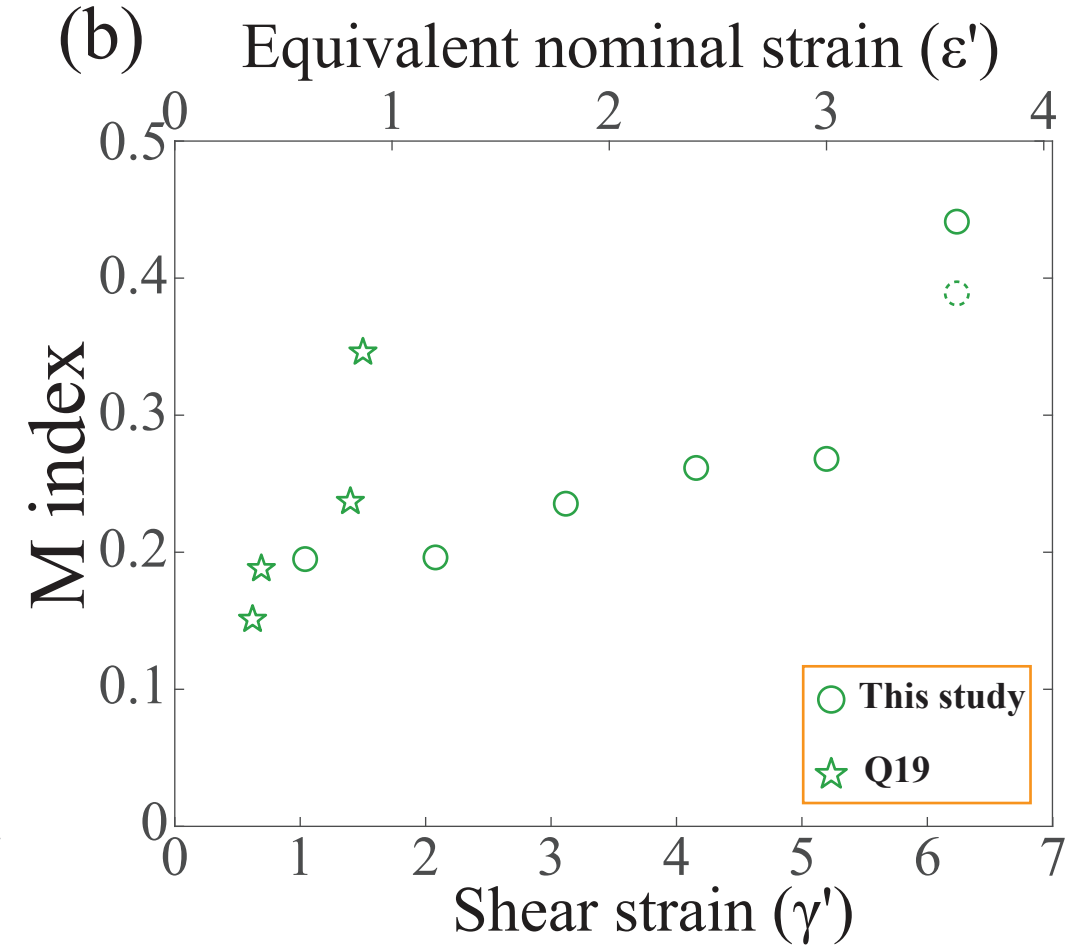 (b)
Equivalent nominal strain (ε')
0 1 2 3 4
0.5
0.4
0.3
0.2
0.1
0
M index
This study
Q19
0 1 2 3 4 5 6 7
Shear strain (γ')